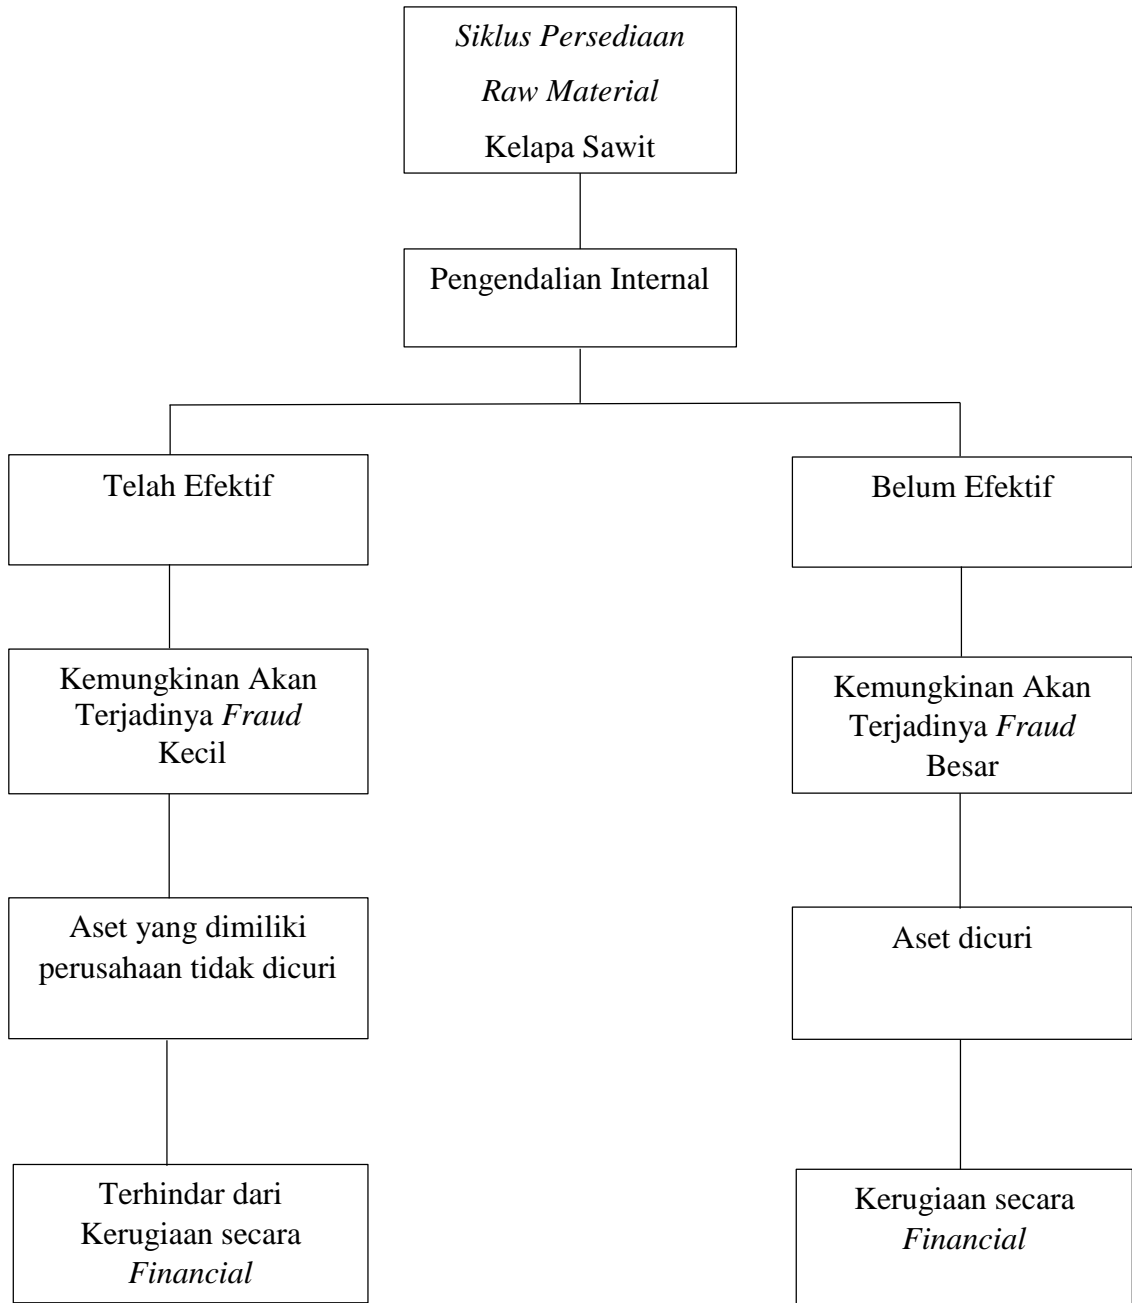 Siklus Persediaan
Raw Material
Kelapa Sawit
Pengendalian Internal
Telah Efektif
Belum Efektif
Kemungkinan Akan
Terjadinya Fraud
Kecil
Kemungkinan Akan
Terjadinya Fraud
Besar
Aset yang dimiliki
perusahaan tidak dicuri
Aset dicuri
Terhindar dari
Kerugiaan secara
Financial
Kerugiaan secara
Financial